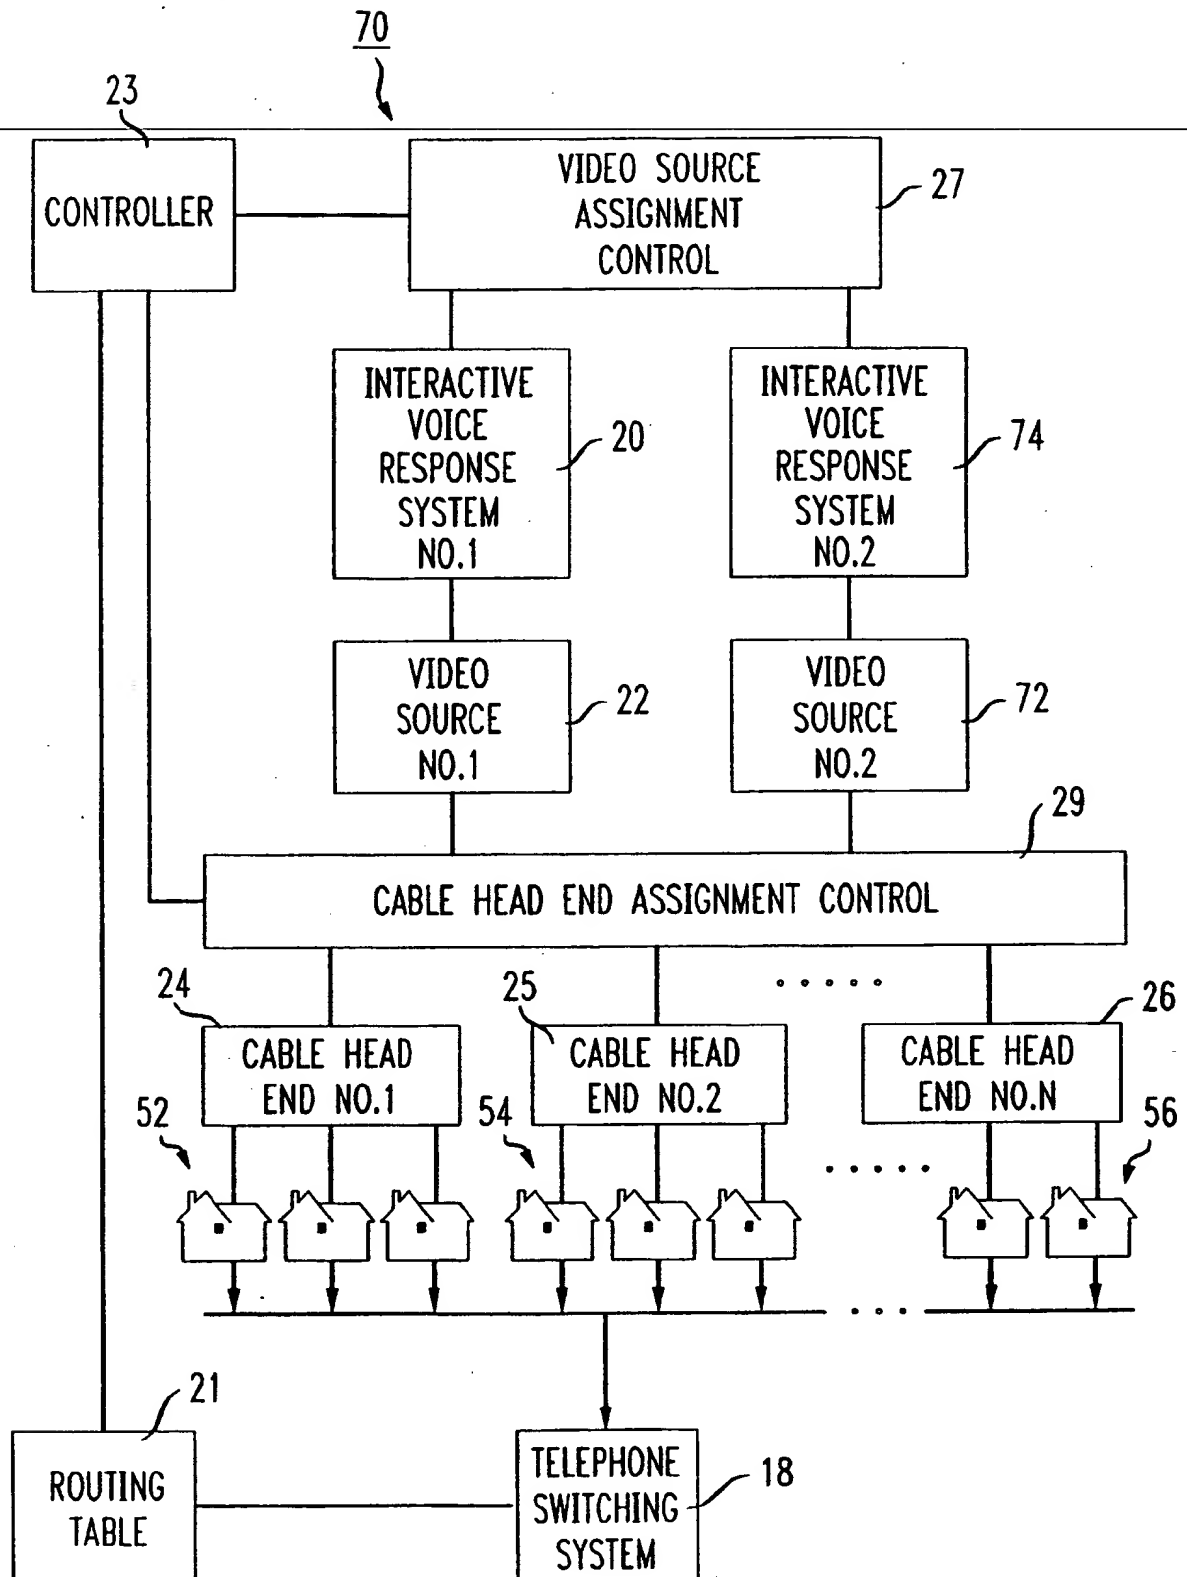 70
23
CONTROLLER
VIDEO SOURCE
ASSIGNMENT
CONTROL
27
INTERACTIVE
VOICE
RESPONSE
SYSTEM
NO.1
20
INTERACTIVE
VOICE
RESPONSE
SYSTEM
NO.2
74
VIDEO
SOURCE
NO.1
22
VIDEO
SOURCE
NO.2
72
29
CABLE HEAD END ASSIGNMENT CONTROL
24
CABLE HEAD
END NO.1
25
CABLE HEAD
END NO.2
26
CABLE HEAD
END NO.N
52
54
56
21
ROUTING
TABLE
TELEPHONE
SWITCHING
SYSTEM
18